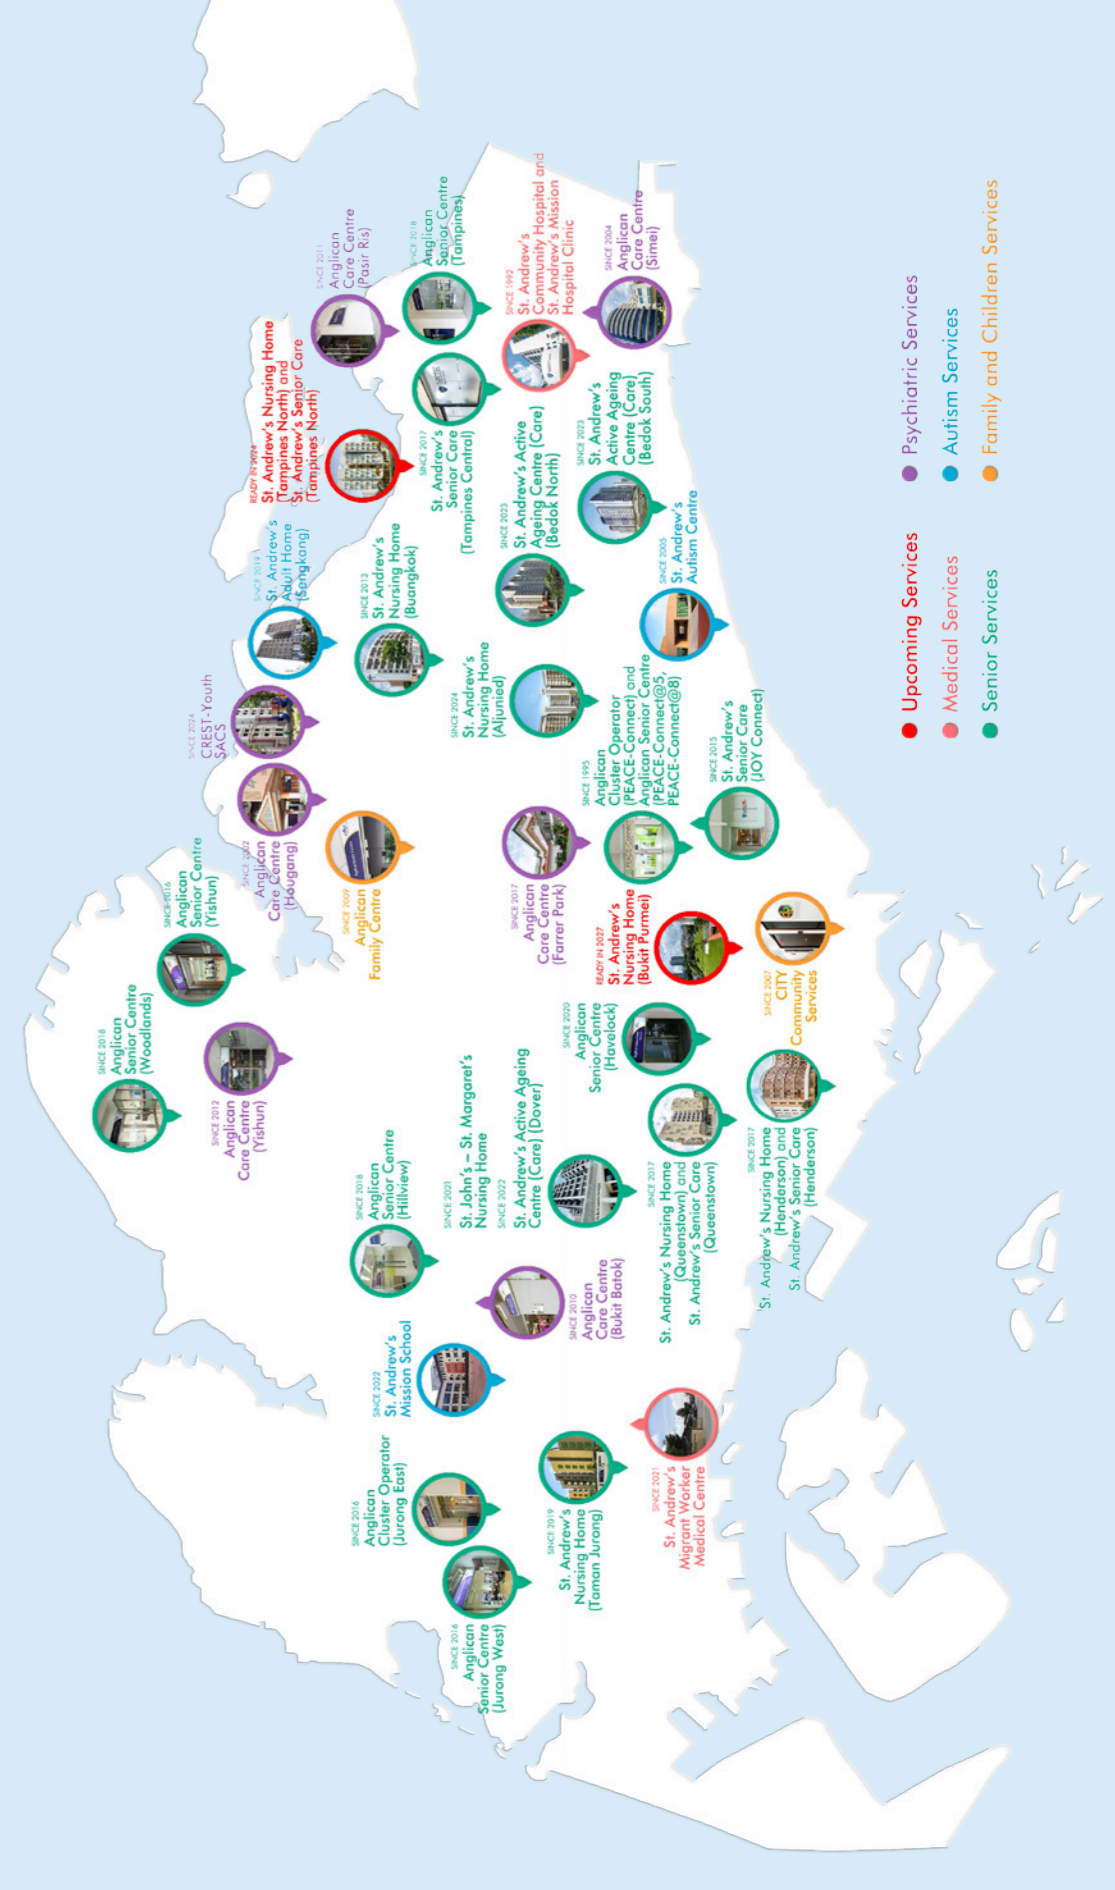 SINCE 2018
Anglican
Senior Centre
(Woodlands)
SINCE 2016
Anglican
Senior Centre
(Yishun)
SINCE 2012
Anglican
Care Centre
(Yishun)
SINCE 2002
Anglican
Care Centre
(Hougang)
SINCE 2024
CREST-Youth
SACS
SINCE 2019
St. Andrew's
Adult Home
(Sengkang)
READY IN 2024
St. Andrew's Nursing Home
(Tampines North) and
St. Andrew's Senior Care
(Tampines North)
SINCE 2011
Anglican
Care Centre
(Pasir Ris)
SINCE 2009
Anglican
Family Centre
SINCE 2013
St. Andrew's
Nursing Home
(Buangkok)
SINCE 2018
Anglican
Senior Centre
(Tampines)
SINCE 2017
St. Andrew's
Senior Care
(Tampines Central)
SINCE 2016
Anglican
Cluster Operator
(Jurong East)
SINCE 2022
St. Andrew's
Mission School
SINCE 2018
Anglican
Senior Centre
(Hillview)
SINCE 2016
Anglican
Senior Centre
(Jurong West)
SINCE 2021
St. John's – St. Margaret's
Nursing Home
SINCE 2022
St. Andrew's Active Ageing
Centre (Care) (Dover)
SINCE 2024
St. Andrew's
Nursing Home
(Aljunied)
SINCE 2023
St. Andrew's Active
Ageing Centre (Care)
(Bedok North)
SINCE 1992
St. Andrew's
Community Hospital and
St. Andrew's Mission
Hospital Clinic
SINCE 2019
St. Andrew's
Nursing Home
(Taman Jurong)
SINCE 2010
Anglican
Care Centre
(Bukit Batok)
SINCE 2020
Anglican
Senior Centre
(Havelock)
SINCE 2017
Anglican
Care Centre
(Farrer Park)
SINCE 1995
Anglican
Cluster Operator
(PEACE-Connect) and
Anglican Senior Centre
(PEACE-Connect@5,
PEACE-Connect@8)
SINCE 2023
St. Andrew's
Active Ageing
Centre (Care)
(Bedok South)
SINCE 2004
Anglican
Care Centre
(Simei)
SINCE 2021
St. Andrew's
Migrant Worker
Medical Centre
SINCE 2017
St. Andrew's Nursing Home
(Queenstown) and
St. Andrew's Senior Care
(Queenstown)
READY IN 2027
St. Andrew's
Nursing Home
(Bukit Purmei)
SINCE 2005
St. Andrew's
Autism Centre
SINCE 2015
St. Andrew's
Senior Care
(JOY Connect)
SINCE 2017
St. Andrew's Nursing Home
(Henderson) and
St. Andrew's Senior Care
(Henderson)
SINCE 2007
CITY
Community
Services
Upcoming Services
Psychiatric Services
Medical Services
Autism Services
Senior Services
Family and Children Services